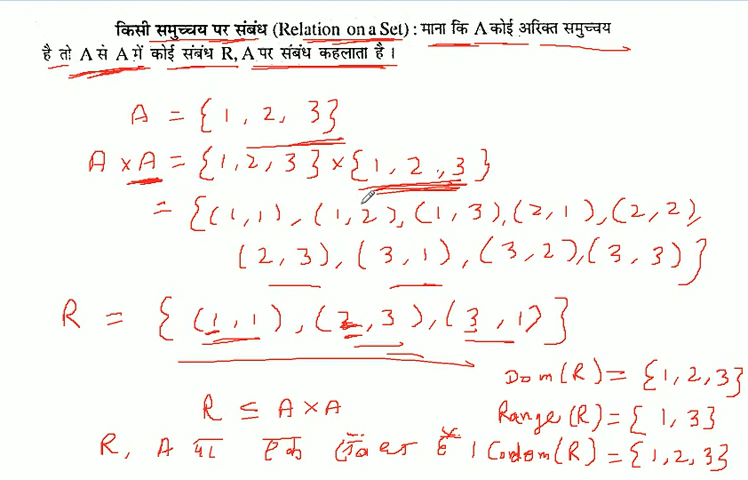 किसी समुच्चय पर संबंध (Relation on a Set) : माना कि A कोई अरिक्त समुच्चय
है तो A से A में कोई संबंध R, A पर संबंध कहलाता है ।
A = {1, 2, 3}
A × A = {1, 2, 3} × {1, 2, 3}
= {(1, 1), (1, 2), (1, 3), (2, 1), (2, 2),
(2, 3), (3, 1), (3, 2), (3, 3)}
R = {(1, 1), (2, 3), (3, 1)}
Dom(R) = {1, 2, 3}
R ⊆ A × A
Range(R) = {1, 3}
R, A पर एक संबंध है ।
Codom(R) = {1, 2, 3}